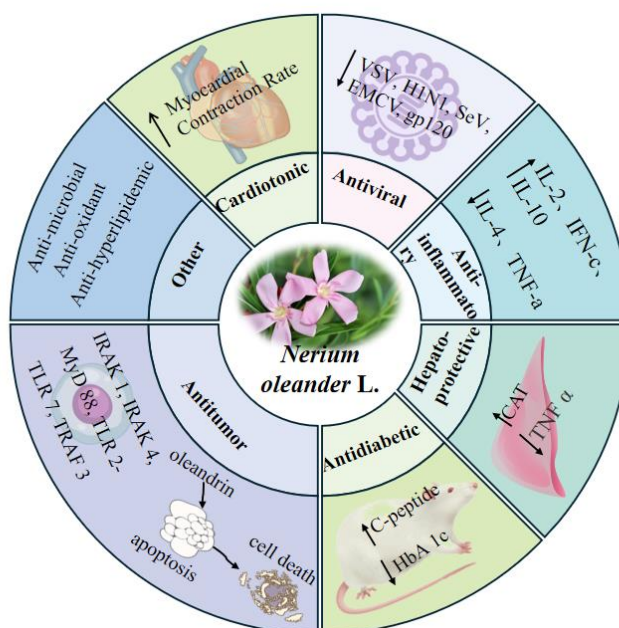 Nerium
oleander L.
Cardiotonic
↑ Myocardial
Contraction Rate
Antiviral
↓ VSV, H1N1, SeV,
EMCV, gp120
Anti-
inflammato
ry
↑ IL-2、 IFN-c、
IL-10
↓ IL-4、 TNF-a
Hepato-
protective
↑ CAT
↓ TNF α
Antidiabetic
↑ C-peptide
↓ HbA 1c
Antitumor
IRAK 1, IRAK 4,
MyD 88, TLR 2-
TLR 7, TRAF 3
oleandrin
apoptosis
cell death
Other
Anti-microbial
Anti-oxidant
Anti-hyperlipidemic